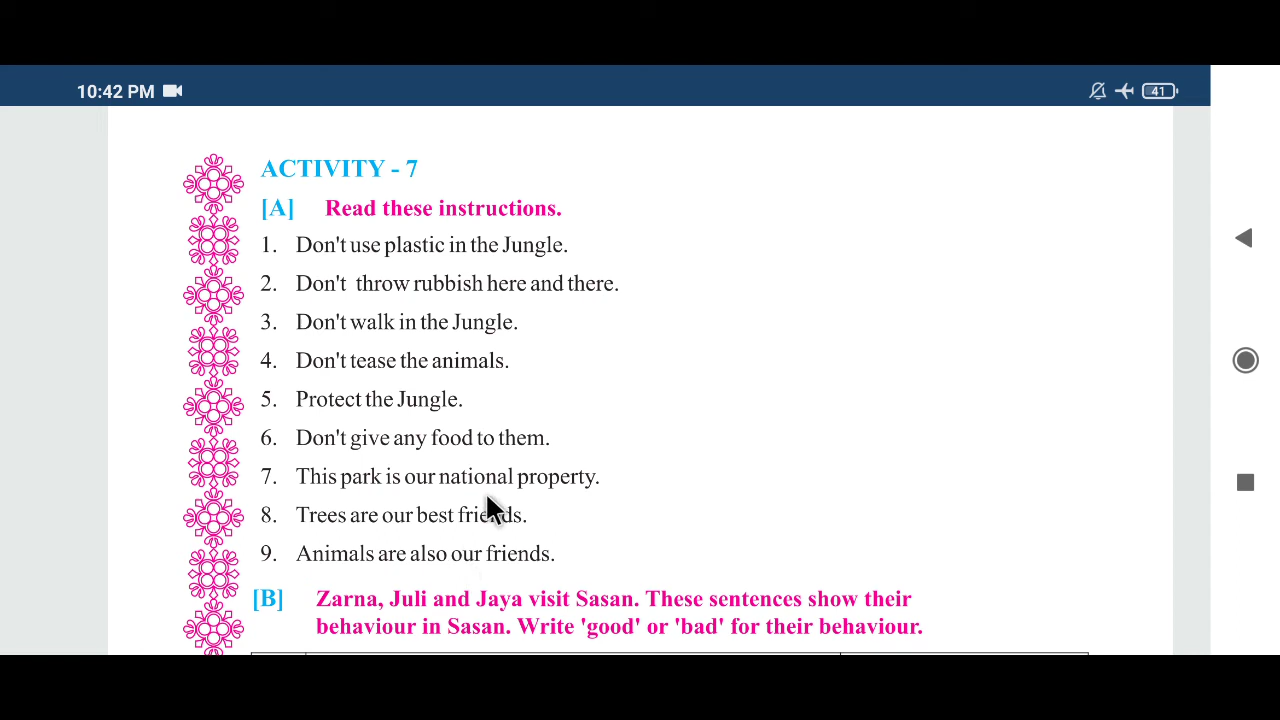 10:42 PM
41
ACTIVITY - 7
[A] Read these instructions.
1. Don't use plastic in the Jungle.
2. Don't throw rubbish here and there.
3. Don't walk in the Jungle.
4. Don't tease the animals.
5. Protect the Jungle.
6. Don't give any food to them.
7. This park is our national property.
8. Trees are our best friends.
9. Animals are also our friends.
[B] Zarna, Juli and Jaya visit Sasan. These sentences show their
behaviour in Sasan. Write 'good' or 'bad' for their behaviour.